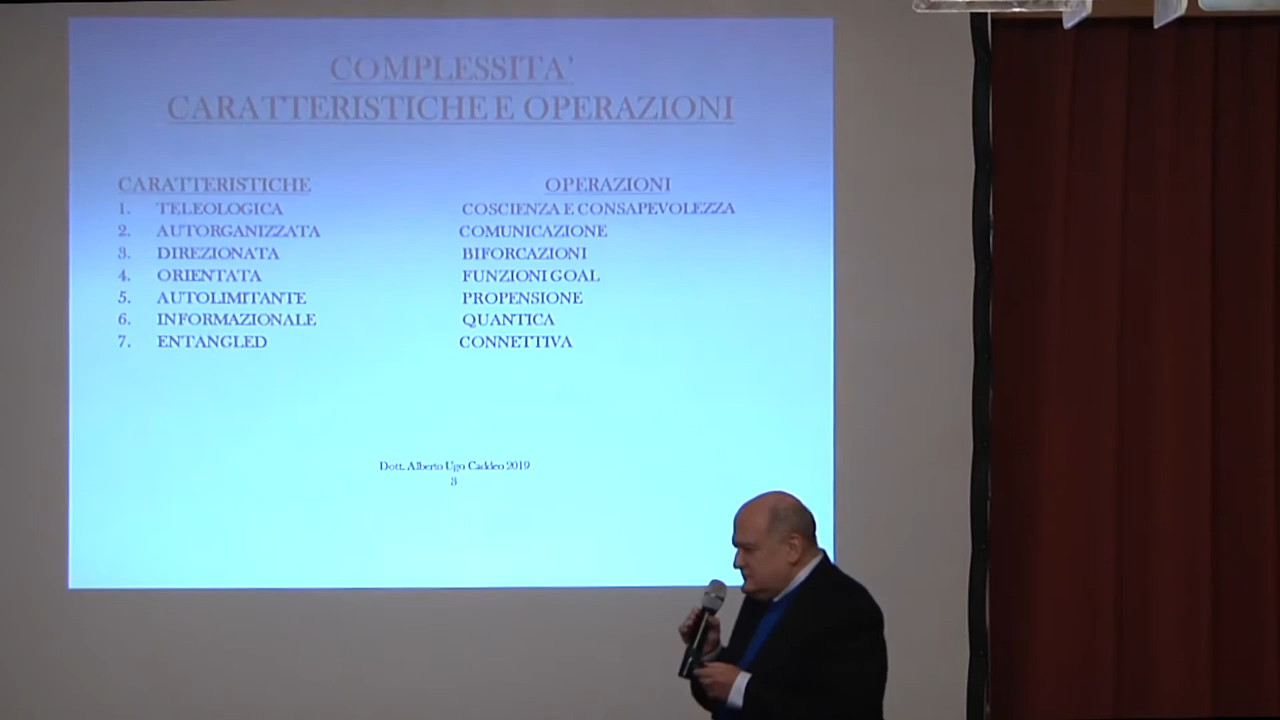 COMPLESSITA'
CARATTERISTICHE E OPERAZIONI
CARATTERISTICHE OPERAZIONI
1. TELEOLOGICA COSCIENZA E CONSAPEVOLEZZA
2. AUTORGANIZZATA COMUNICAZIONE
3. DIREZIONATA BIFORCAZIONI
4. ORIENTATA FUNZIONI GOAL
5. AUTOLIMITANTE PROPENSIONE
6. INFORMAZIONALE QUANTICA
7. ENTANGLED CONNETTIVA
Dott. Alberto Ugo Caddeo 2019
3